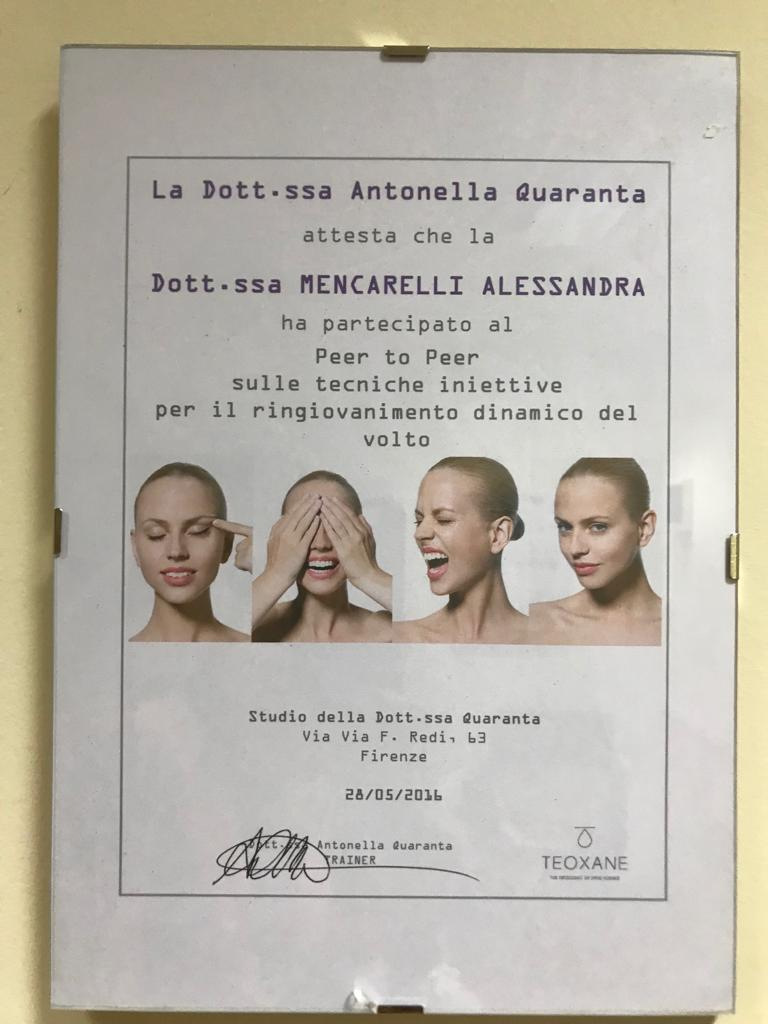 La Dott.ssa Antonella Quaranta
attesta che la
Dott.ssa MENCARELLI ALESSANDRA
ha partecipato al
Peer to Peer
sulle tecniche iniettive
per il ringiovanimento dinamico del
volto
Studio della Dott.ssa Quaranta
Via Via F. Redi, 63
Firenze
28/05/2016
Dott.ssa Antonella Quaranta
TRAINER
TEOXANE